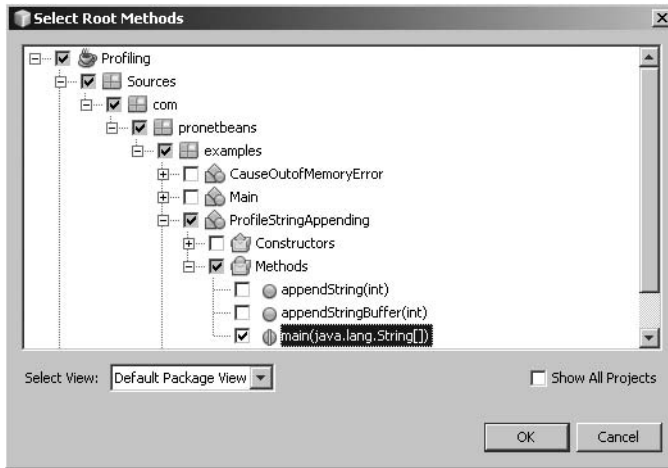 Select Root Methods
Profiling
Sources
com
pronetbeans
examples
CauseOutofMemoryError
Main
ProfileStringAppending
Constructors
Methods
appendString(int)
appendStringBuffer(int)
main(java.lang.String[])
Select View: Default Package View Show All Projects
OK Cancel